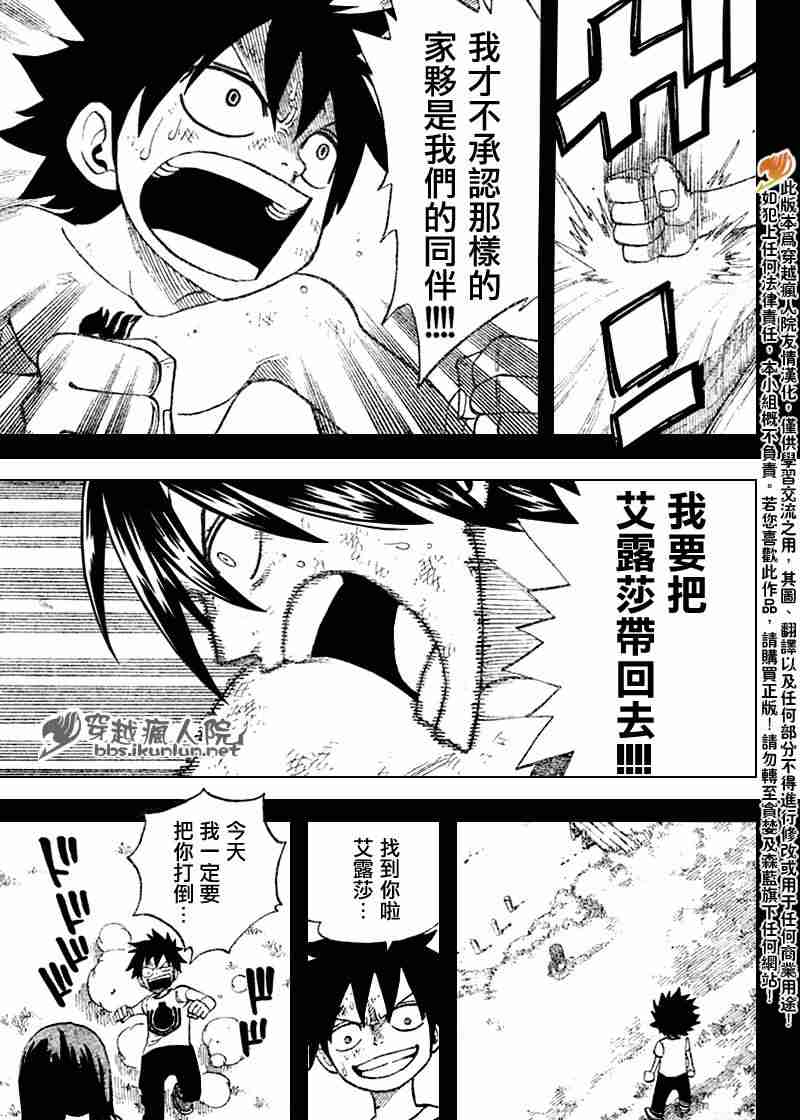 我才不承認那樣的
家夥是我們的同伴!!!!
我要把
艾露莎帶回去!!!!
找到你啦
艾露莎…
今天
我一定要
把你打倒…
穿越瘋人院
bbs.ikunlun.net
此版本爲穿越瘋人院友情漢化，僅供學習交流之用，其圖、翻譯以及任何部分不得進行修改或用于任何商業用途！
如犯上任何法律責任，本小組概不負責。若您喜歡此作品，請購買正版！請勿轉至貪婪及森藍旗下任何網站！